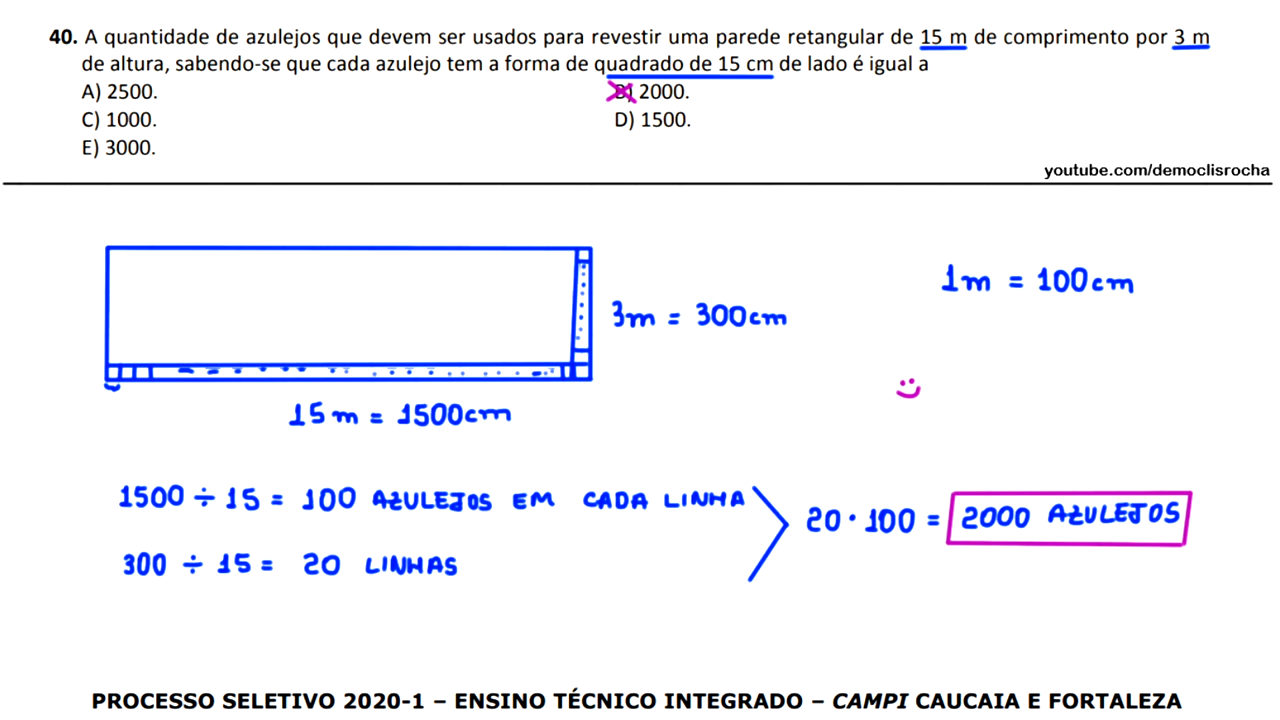 40. A quantidade de azulejos que devem ser usados para revestir uma parede retangular de 15 m de comprimento por 3 m
de altura, sabendo-se que cada azulejo tem a forma de quadrado de 15 cm de lado é igual a
A) 2500. B) 2000.
C) 1000. D) 1500.
E) 3000.
youtube.com/democlisrocha
1m = 100cm
3m = 300cm
15m = 1500cm
1500 ÷ 15 = 100 AZULEJOS EM CADA LINHA
20 · 100 = 2000 AZULEJOS
300 ÷ 15 = 20 LINHAS
PROCESSO SELETIVO 2020-1 – ENSINO TÉCNICO INTEGRADO – CAMPI CAUCAIA E FORTALEZA